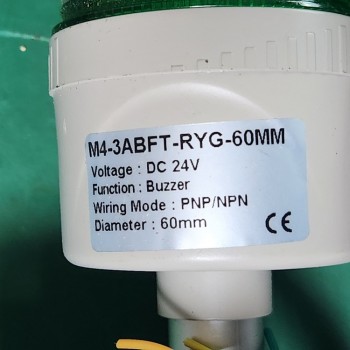 M4-3ABFT-RYG-60MM
Voltage : DC 24V
Function : Buzzer
Wiring Mode : PNP/NPN
Diameter : 60mm
CE